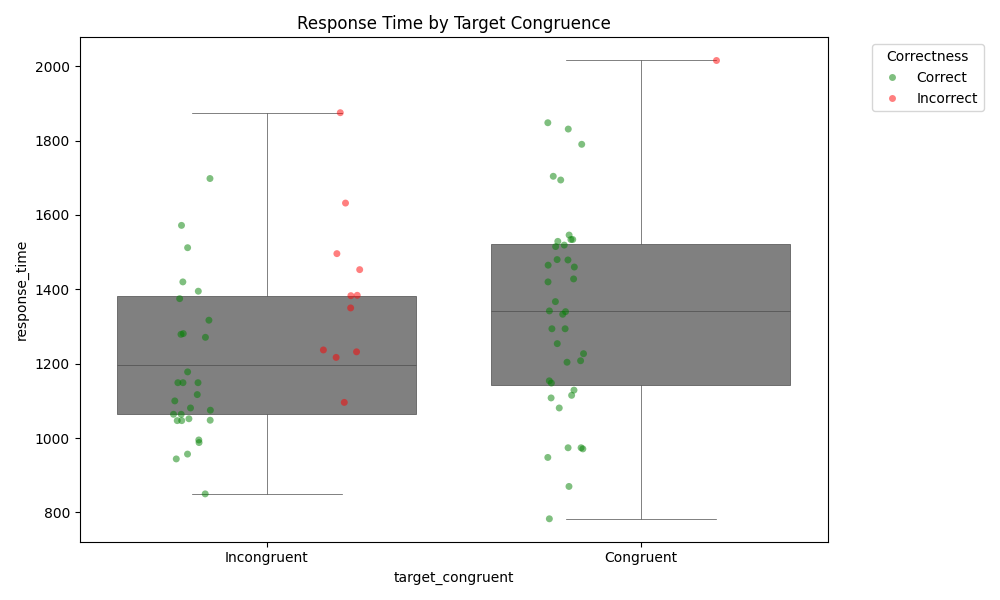 Response Time by Target Congruence
Correctness
Correct
Incorrect
response_time
2000
1800
1600
1400
1200
1000
800
Incongruent
Congruent
target_congruent